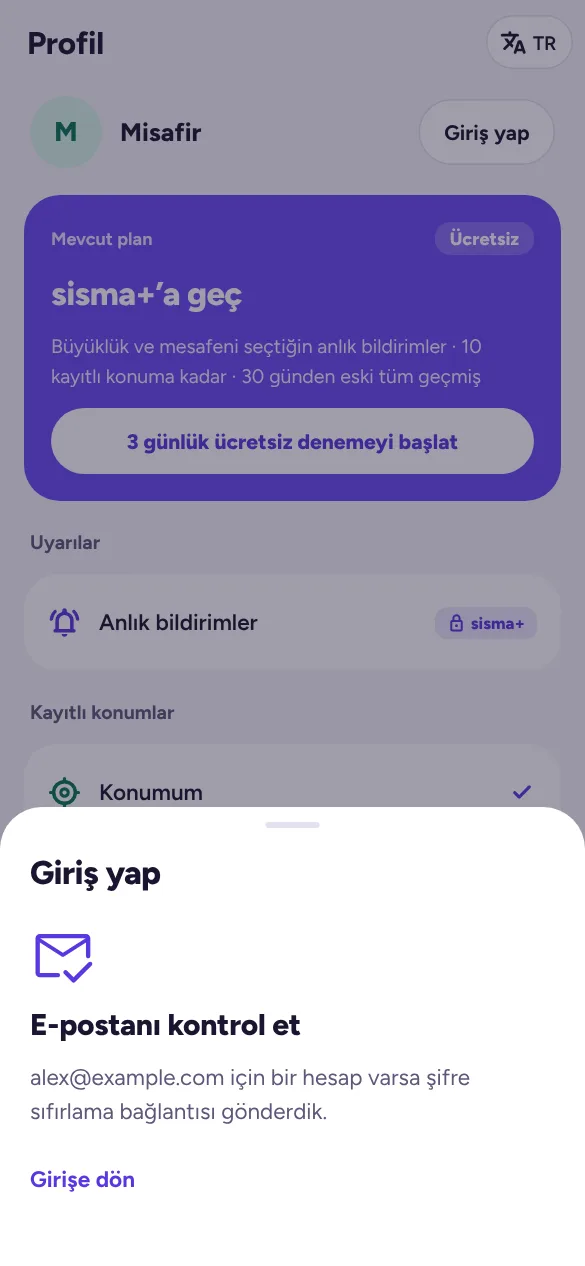 Profil
TR
M
Misafir
Giriş yap
Mevcut plan
Ücretsiz
sisma+’a geç
Büyüklük ve mesafeni seçtiğin anlık bildirimler · 10
kayıtlı konuma kadar · 30 günden eski tüm geçmiş
3 günlük ücretsiz denemeyi başlat
Uyarılar
Anlık bildirimler
sisma+
Kayıtlı konumlar
Konumum
Giriş yap
E-postanı kontrol et
alex@example.com için bir hesap varsa şifre
sıfırlama bağlantısı gönderdik.
Girişe dön